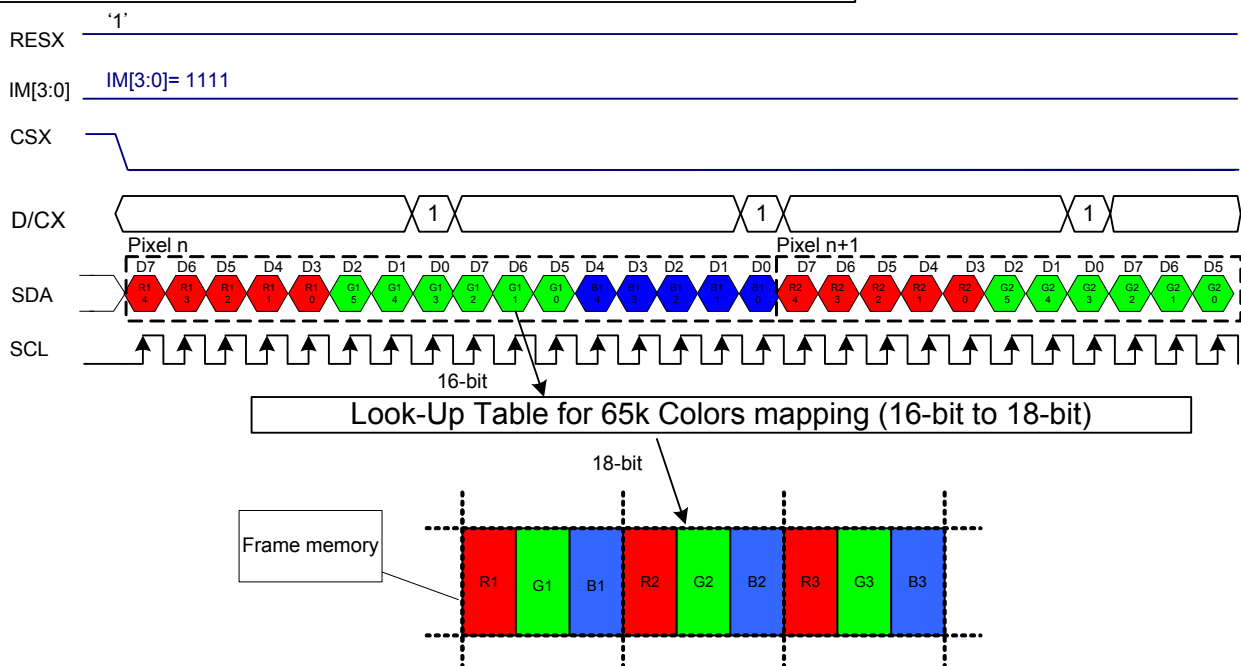 ‘1’
RESX
IM[3:0] IM[3:0]= 1111
CSX
D/CX 1 1 1
Pixel n Pixel n+1
D7 D6 D5 D4 D3 D2 D1 D0 D7 D6 D5 D4 D3 D2 D1 D0 D7 D6 D5 D4 D3 D2 D1 D0 D7 D6 D5
SDA R1 R1 R1 R1 R1 G1 G1 G1 G1 G1 G1 B1 B1 B1 B1 B1 R2 R2 R2 R2 R2 G2 G2 G2 G2 G2 G2
4 3 2 1 0 5 4 3 2 1 0 4 3 2 1 0 4 3 2 1 0 5 4 3 2 1 0
SCL
16-bit
Look-Up Table for 65k Colors mapping (16-bit to 18-bit)
18-bit
Frame memory
R1 G1 B1 R2 G2 B2 R3 G3 B3